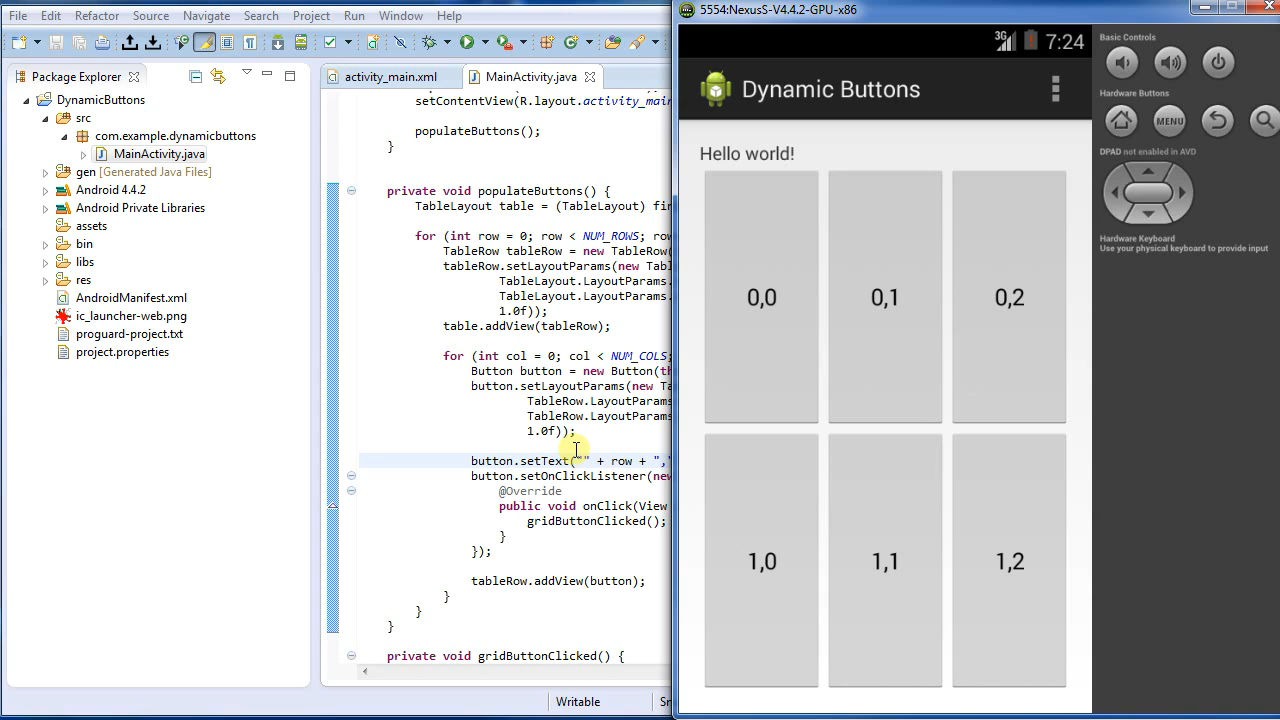 File Edit Refactor Source Navigate Search Project Run Window Help
Package Explorer
DynamicButtons
src
com.example.dynamicbuttons
MainActivity.java
gen [Generated Java Files]
Android 4.4.2
Android Private Libraries
assets
bin
libs
res
AndroidManifest.xml
ic_launcher-web.png
proguard-project.txt
project.properties
activity_main.xml
MainActivity.java
setContentView(R.layout.activity_main
populateButtons();
}
private void populateButtons() {
TableLayout table = (TableLayout) fin
for (int row = 0; row < NUM_ROWS; row
TableRow tableRow = new TableRow(
tableRow.setLayoutParams(new Tabl
TableLayout.LayoutParams.
TableLayout.LayoutParams.
1.0f));
table.addView(tableRow);
for (int col = 0; col < NUM_COLS;
Button button = new Button(th
button.setLayoutParams(new Ta
TableRow.LayoutParams
TableRow.LayoutParams
1.0f));
button.setText("" + row + ","
button.setOnClickListener(new
@Override
public void onClick(View
gridButtonClicked();
}
});
tableRow.addView(button);
}
}
}
private void gridButtonClicked() {
Writable
5554:NexusS-V4.4.2-GPU-x86
3G
7:24
Dynamic Buttons
Hello world!
0,0 0,1 0,2
1,0 1,1 1,2
Basic Controls
Hardware Buttons
MENU
DPAD not enabled in AVD
Hardware Keyboard
Use your physical keyboard to provide input